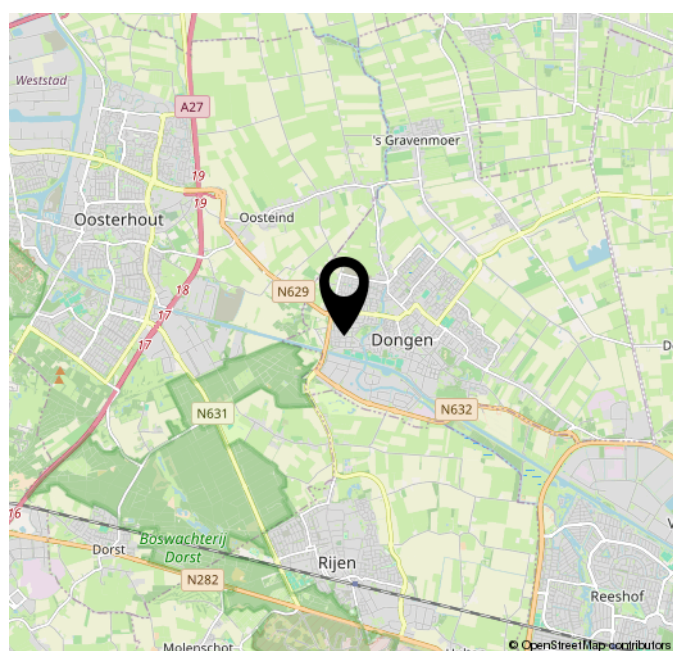 Weststad
A27
's Gravenmoer
19
19
Oosterhout
Oosteind
18
N629
17
17
Dongen
N631
N632
16
Dorst
Boswachterij
Dorst
Rijen
N282
Reeshof
Molenschot
© OpenStreetMap contributors